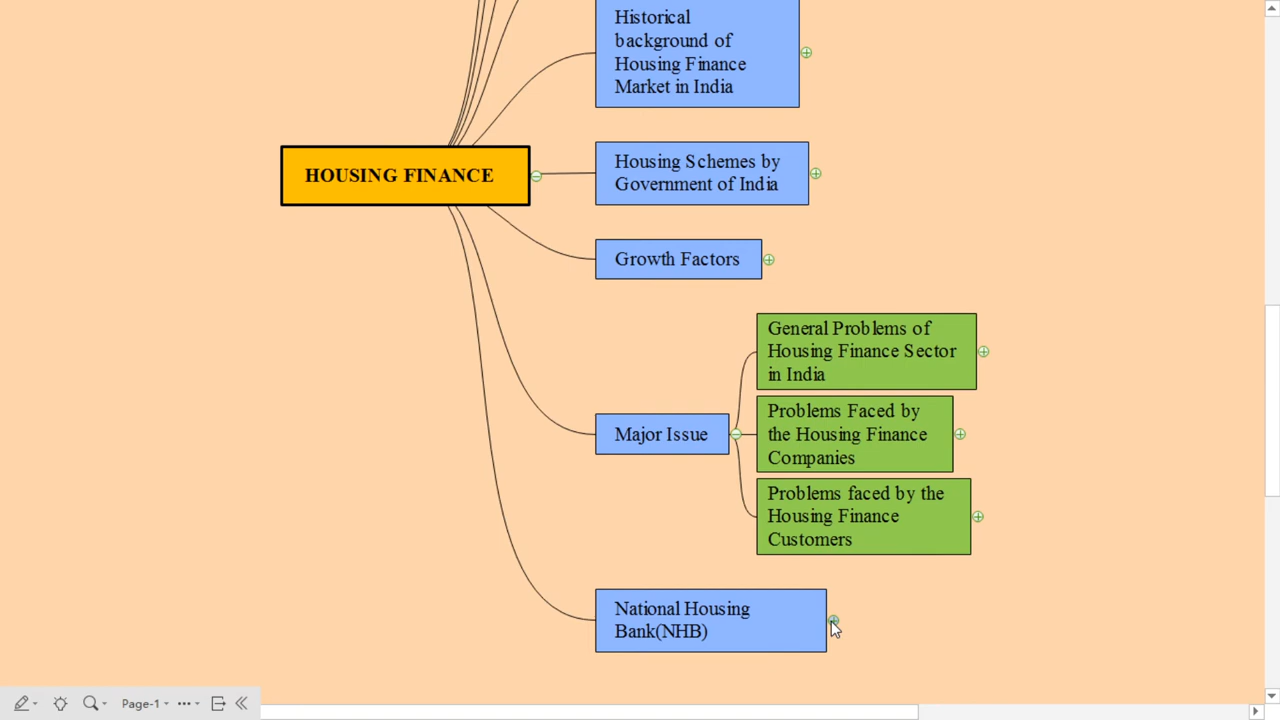 Historical
background of
Housing Finance
Market in India
HOUSING FINANCE
Housing Schemes by
Government of India
Growth Factors
General Problems of
Housing Finance Sector
in India
Major Issue
Problems Faced by
the Housing Finance
Companies
Problems faced by the
Housing Finance
Customers
National Housing
Bank(NHB)
Page-1